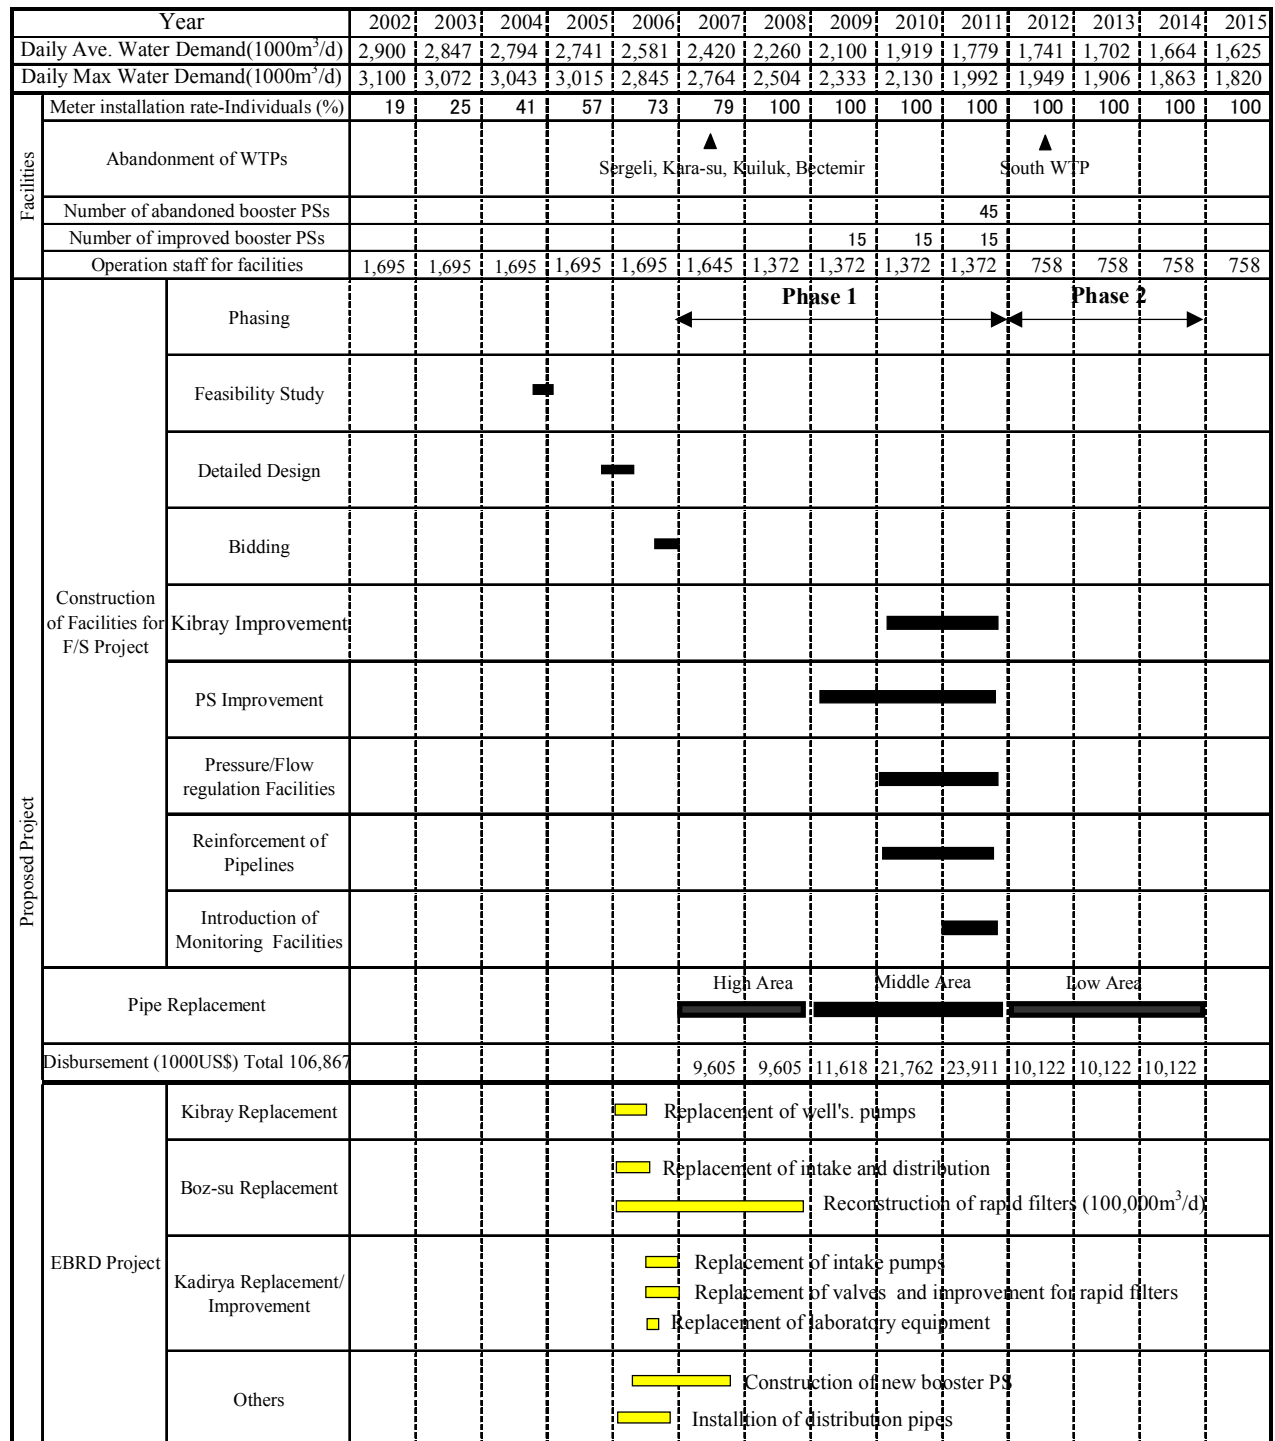 Year 2002 2003 2004 2005 2006 2007 2008 2009 2010 2011 2012 2013 2014 2015
Daily Ave. Water Demand(1000m³/d) 2,900 2,847 2,794 2,741 2,581 2,420 2,260 2,100 1,919 1,779 1,741 1,702 1,664 1,625
Daily Max Water Demand(1000m³/d) 3,100 3,072 3,043 3,015 2,845 2,764 2,504 2,333 2,130 1,992 1,949 1,906 1,863 1,820
Facilities
Meter installation rate-Individuals (%) 19 25 41 57 73 79 100 100 100 100 100 100 100 100
Abandonment of WTPs
Sergeli, Kara-su, Kuiluk, Bectemir South WTP
Number of abandoned booster PSs 45
Number of improved booster PSs 15 15 15
Operation staff for facilities 1,695 1,695 1,695 1,695 1,695 1,645 1,372 1,372 1,372 1,372 758 758 758 758
Proposed Project
Construction
of Facilities for
F/S Project
Phasing Phase 1 Phase 2
Feasibility Study
Detailed Design
Bidding
Kibray Improvement
PS Improvement
Pressure/Flow
regulation Facilities
Reinforcement of
Pipelines
Introduction of
Monitoring Facilities
Pipe Replacement High Area Middle Area Low Area
Disbursement (1000US$) Total 106,867 9,605 9,605 11,618 21,762 23,911 10,122 10,122 10,122
EBRD Project
Kibray Replacement Replacement of well's. pumps
Boz-su Replacement
Replacement of intake and distribution
Reconstruction of rapid filters (100,000m³/d)
Kadirya Replacement/
Improvement
Replacement of intake pumps
Replacement of valves and improvement for rapid filters
Replacement of laboratory equipment
Others
Construction of new booster PS
Installtion of distribution pipes